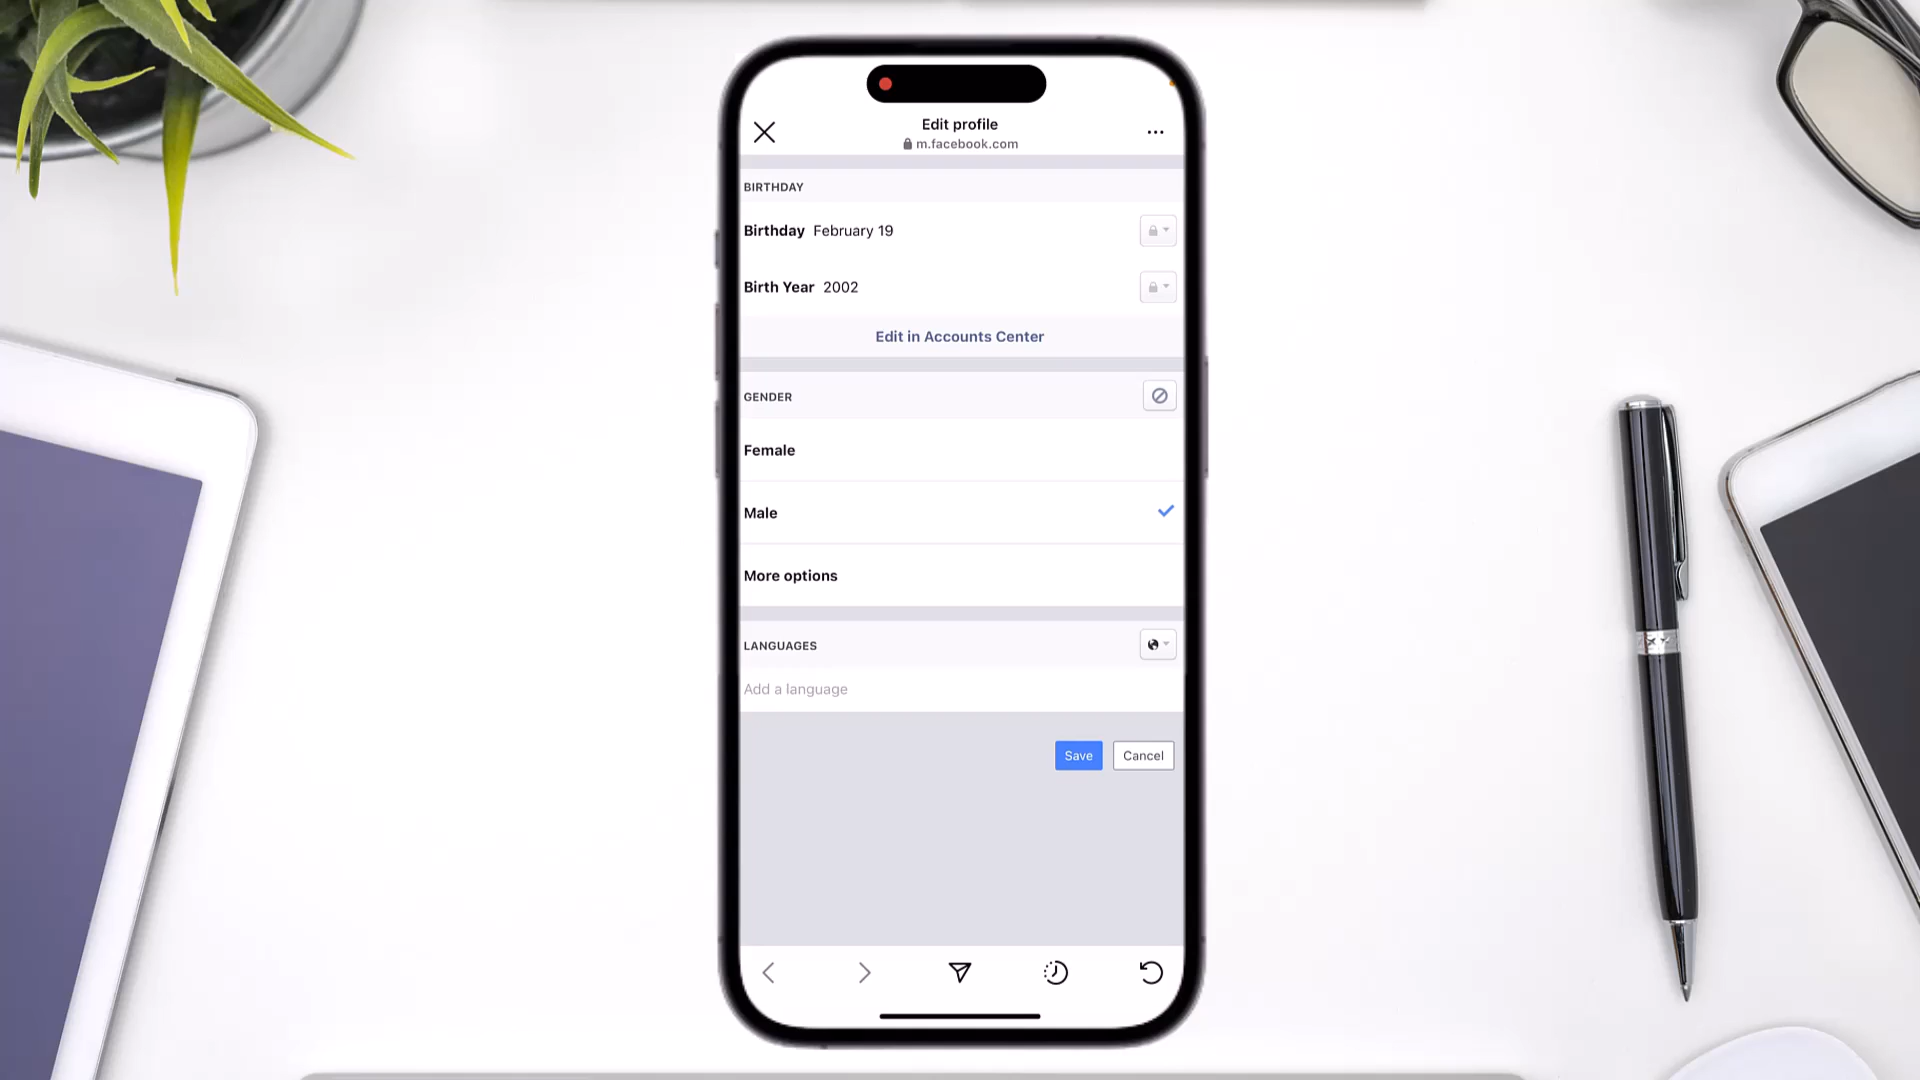 Edit profile
m.facebook.com
BIRTHDAY
Birthday February 19
Birth Year 2002
Edit in Accounts Center
GENDER
Female
Male
More options
LANGUAGES
Add a language
Save Cancel